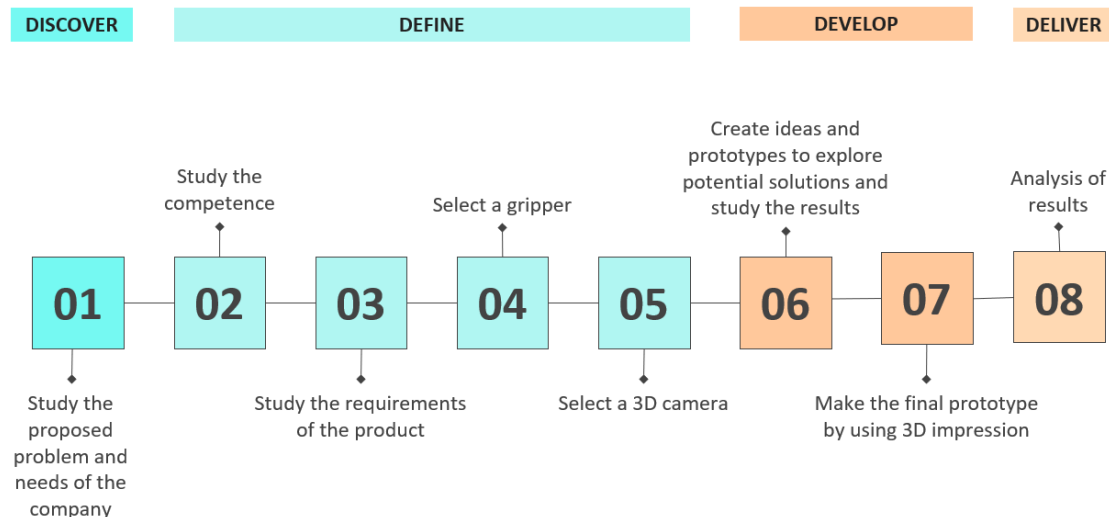 DISCOVER
DEFINE
DEVELOP
DELIVER
Study the
competence
Select a gripper
Create ideas and
prototypes to explore
potential solutions and
study the results
Analysis of
results
01
02
03
04
05
06
07
08
Study the
proposed
problem and
needs of the
company
Study the requirements
of the product
Select a 3D camera
Make the final prototype
by using 3D impression